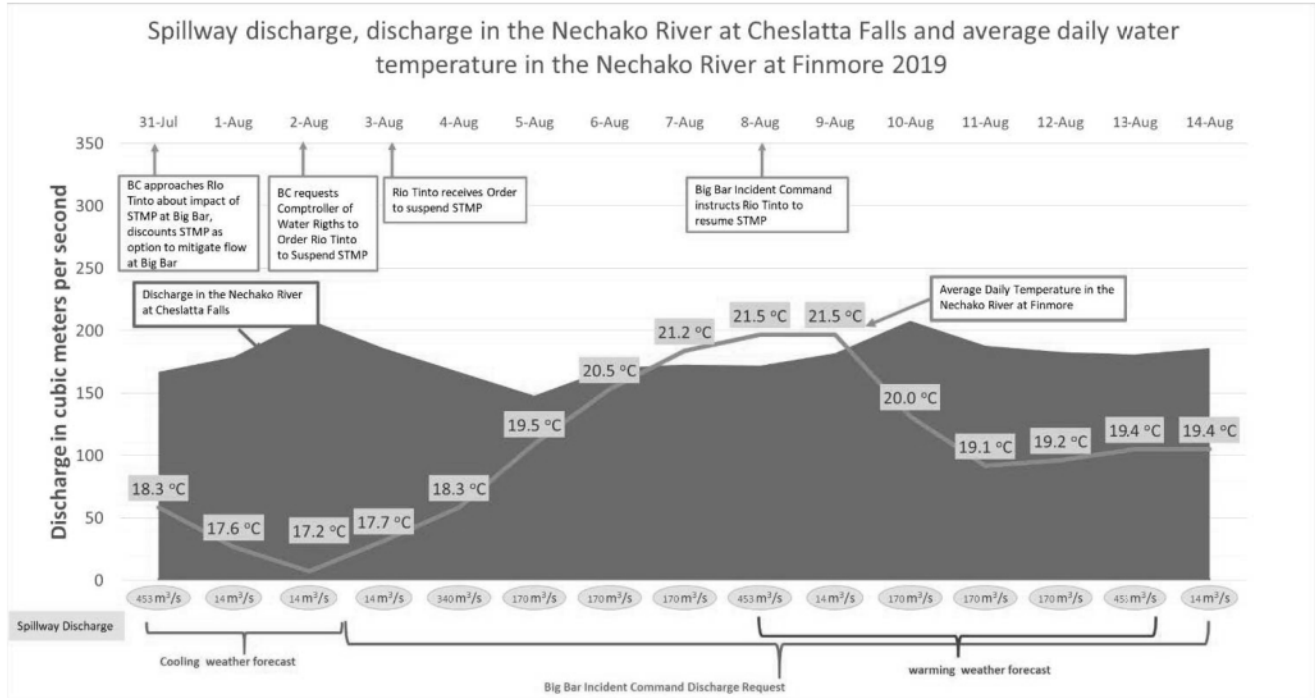 Spillway discharge, discharge in the Nechako River at Cheslatta Falls and average daily water
temperature in the Nechako River at Finmore 2019
31-Jul 1-Aug 2-Aug 3-Aug 4-Aug 5-Aug 6-Aug 7-Aug 8-Aug 9-Aug 10-Aug 11-Aug 12-Aug 13-Aug 14-Aug
Discharge in cubic meters per second
350
300
250
200
150
100
50
0
BC approaches RIo
Tinto about impact of
STMP at Big Bar,
discounts STMP as
option to mitigate flow
at Big Bar
BC requests
Comptroller of
Water Rigths to
Order Rio Tinto
to Suspend STMP
Rio Tinto receives Order
to suspend STMP
Big Bar Incident Command
instructs Rio Tinto to
resume STMP
Discharge in the Nechako River
at Cheslatta Falls
Average Daily Temperature in the
Nechako River at Finmore
18.3 °C
17.6 °C
17.2 °C
17.7 °C
18.3 °C
19.5 °C
20.5 °C
21.2 °C
21.5 °C
21.5 °C
20.0 °C
19.1 °C
19.2 °C
19.4 °C
19.4 °C
453 m³/s 14 m³/s 14 m³/s 14 m³/s 340 m³/s 170 m³/s 170 m³/s 170 m³/s 453 m³/s 14 m³/s 170 m³/s 170 m³/s 170 m³/s m³/s 14 m³/s
Spillway Discharge
Cooling weather forecast
warming weather forecast
Big Bar Incident Command Discharge Request